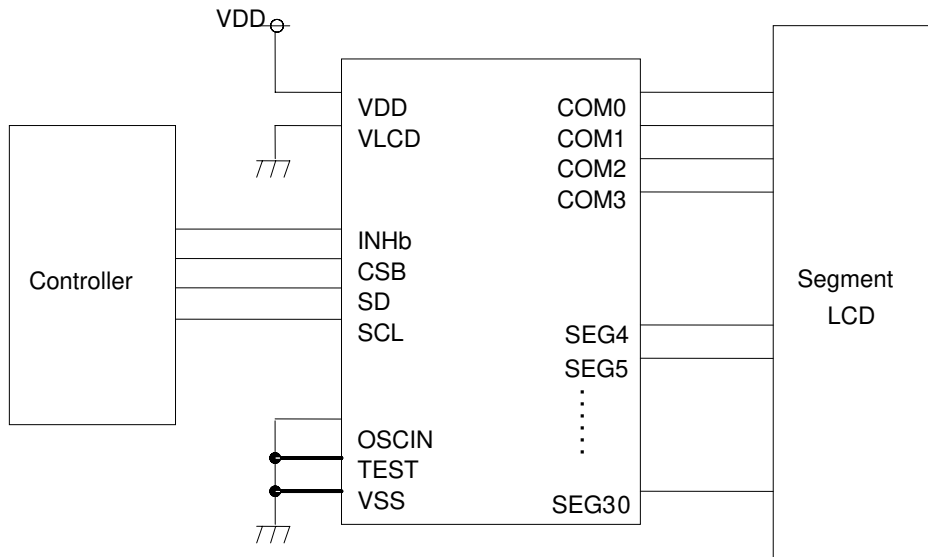 VDD
VDD
VLCD
INHb
CSB
SD
SCL
OSCIN
TEST
VSS
COM0
COM1
COM2
COM3
SEG4
SEG5
SEG30
Controller
Segment
LCD